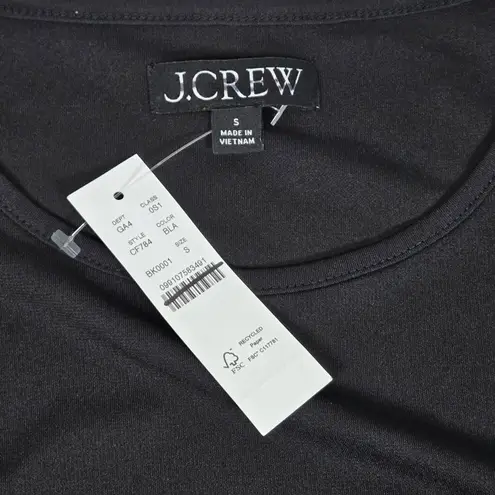 J.CREW
S
MADE IN
VIETNAM
DEPT CLASS
GA4 0S1
STYLE COLOR
CF784 BLA
SIZE
BK0001 S
099107583491
RECYCLED
Paper
FSC FSC® C117781